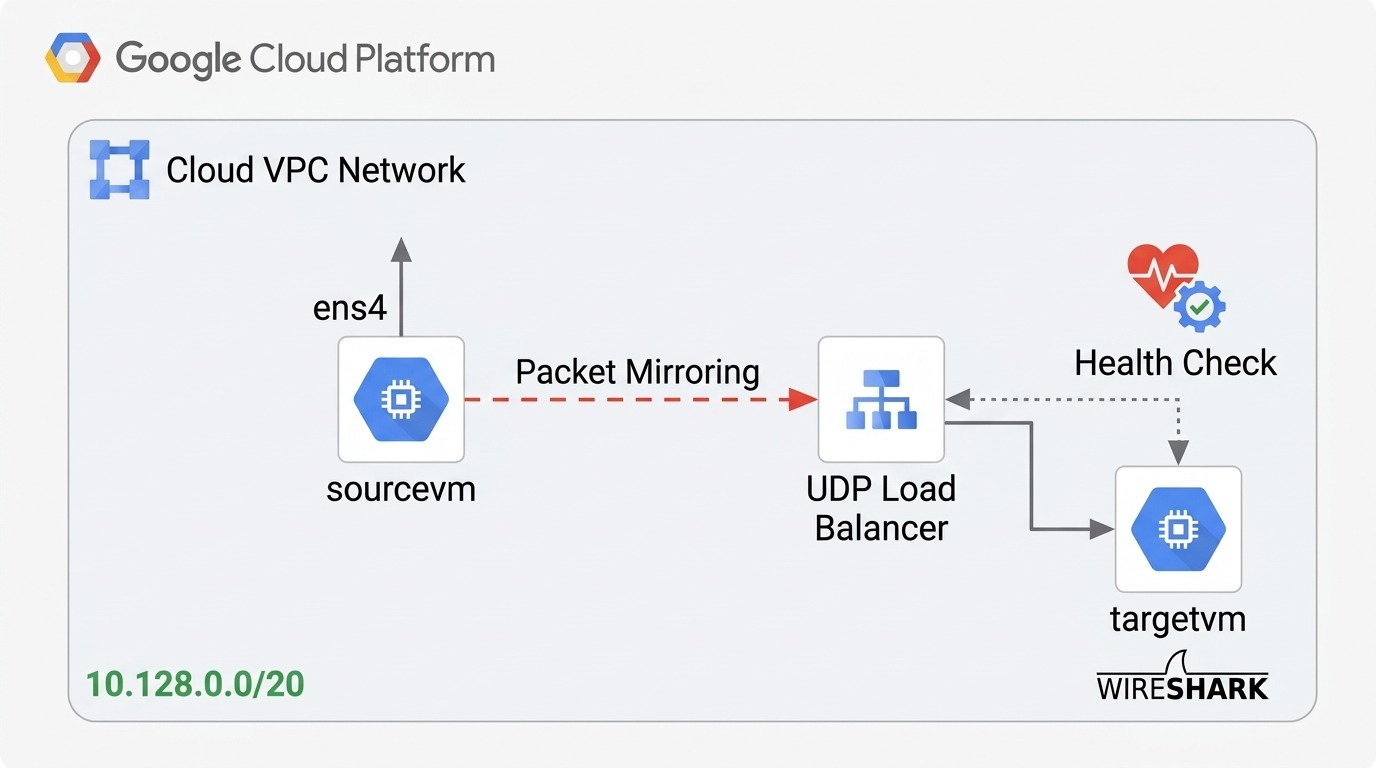 Google Cloud Platform
Cloud VPC Network
ens4
Packet Mirroring
Health Check
sourcevm
UDP Load
Balancer
targetvm
10.128.0.0/20
WIRESHARK